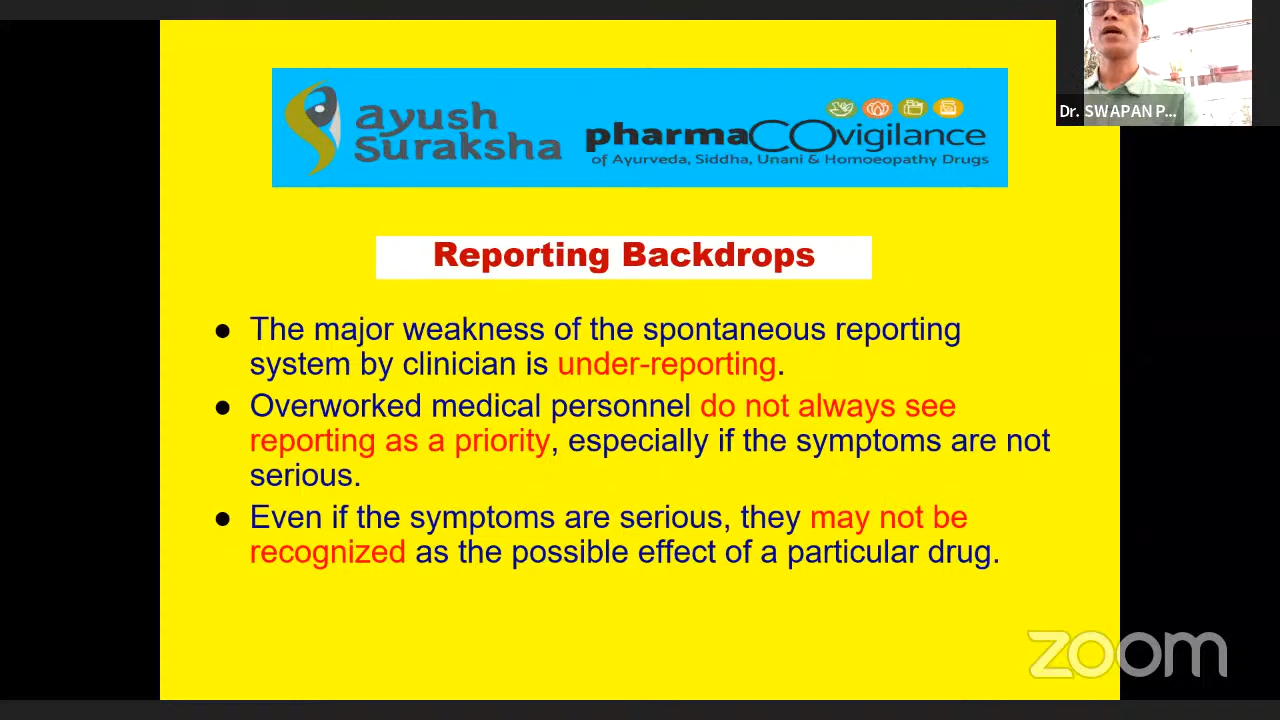 ayush
suraksha
pharmaCOvigilance
of Ayurveda, Siddha, Unani & Homoeopathy Drugs
Dr. SWAPAN P...
Reporting Backdrops
● The major weakness of the spontaneous reporting
system by clinician is under-reporting.
● Overworked medical personnel do not always see
reporting as a priority, especially if the symptoms are not
serious.
● Even if the symptoms are serious, they may not be
recognized as the possible effect of a particular drug.
zoom